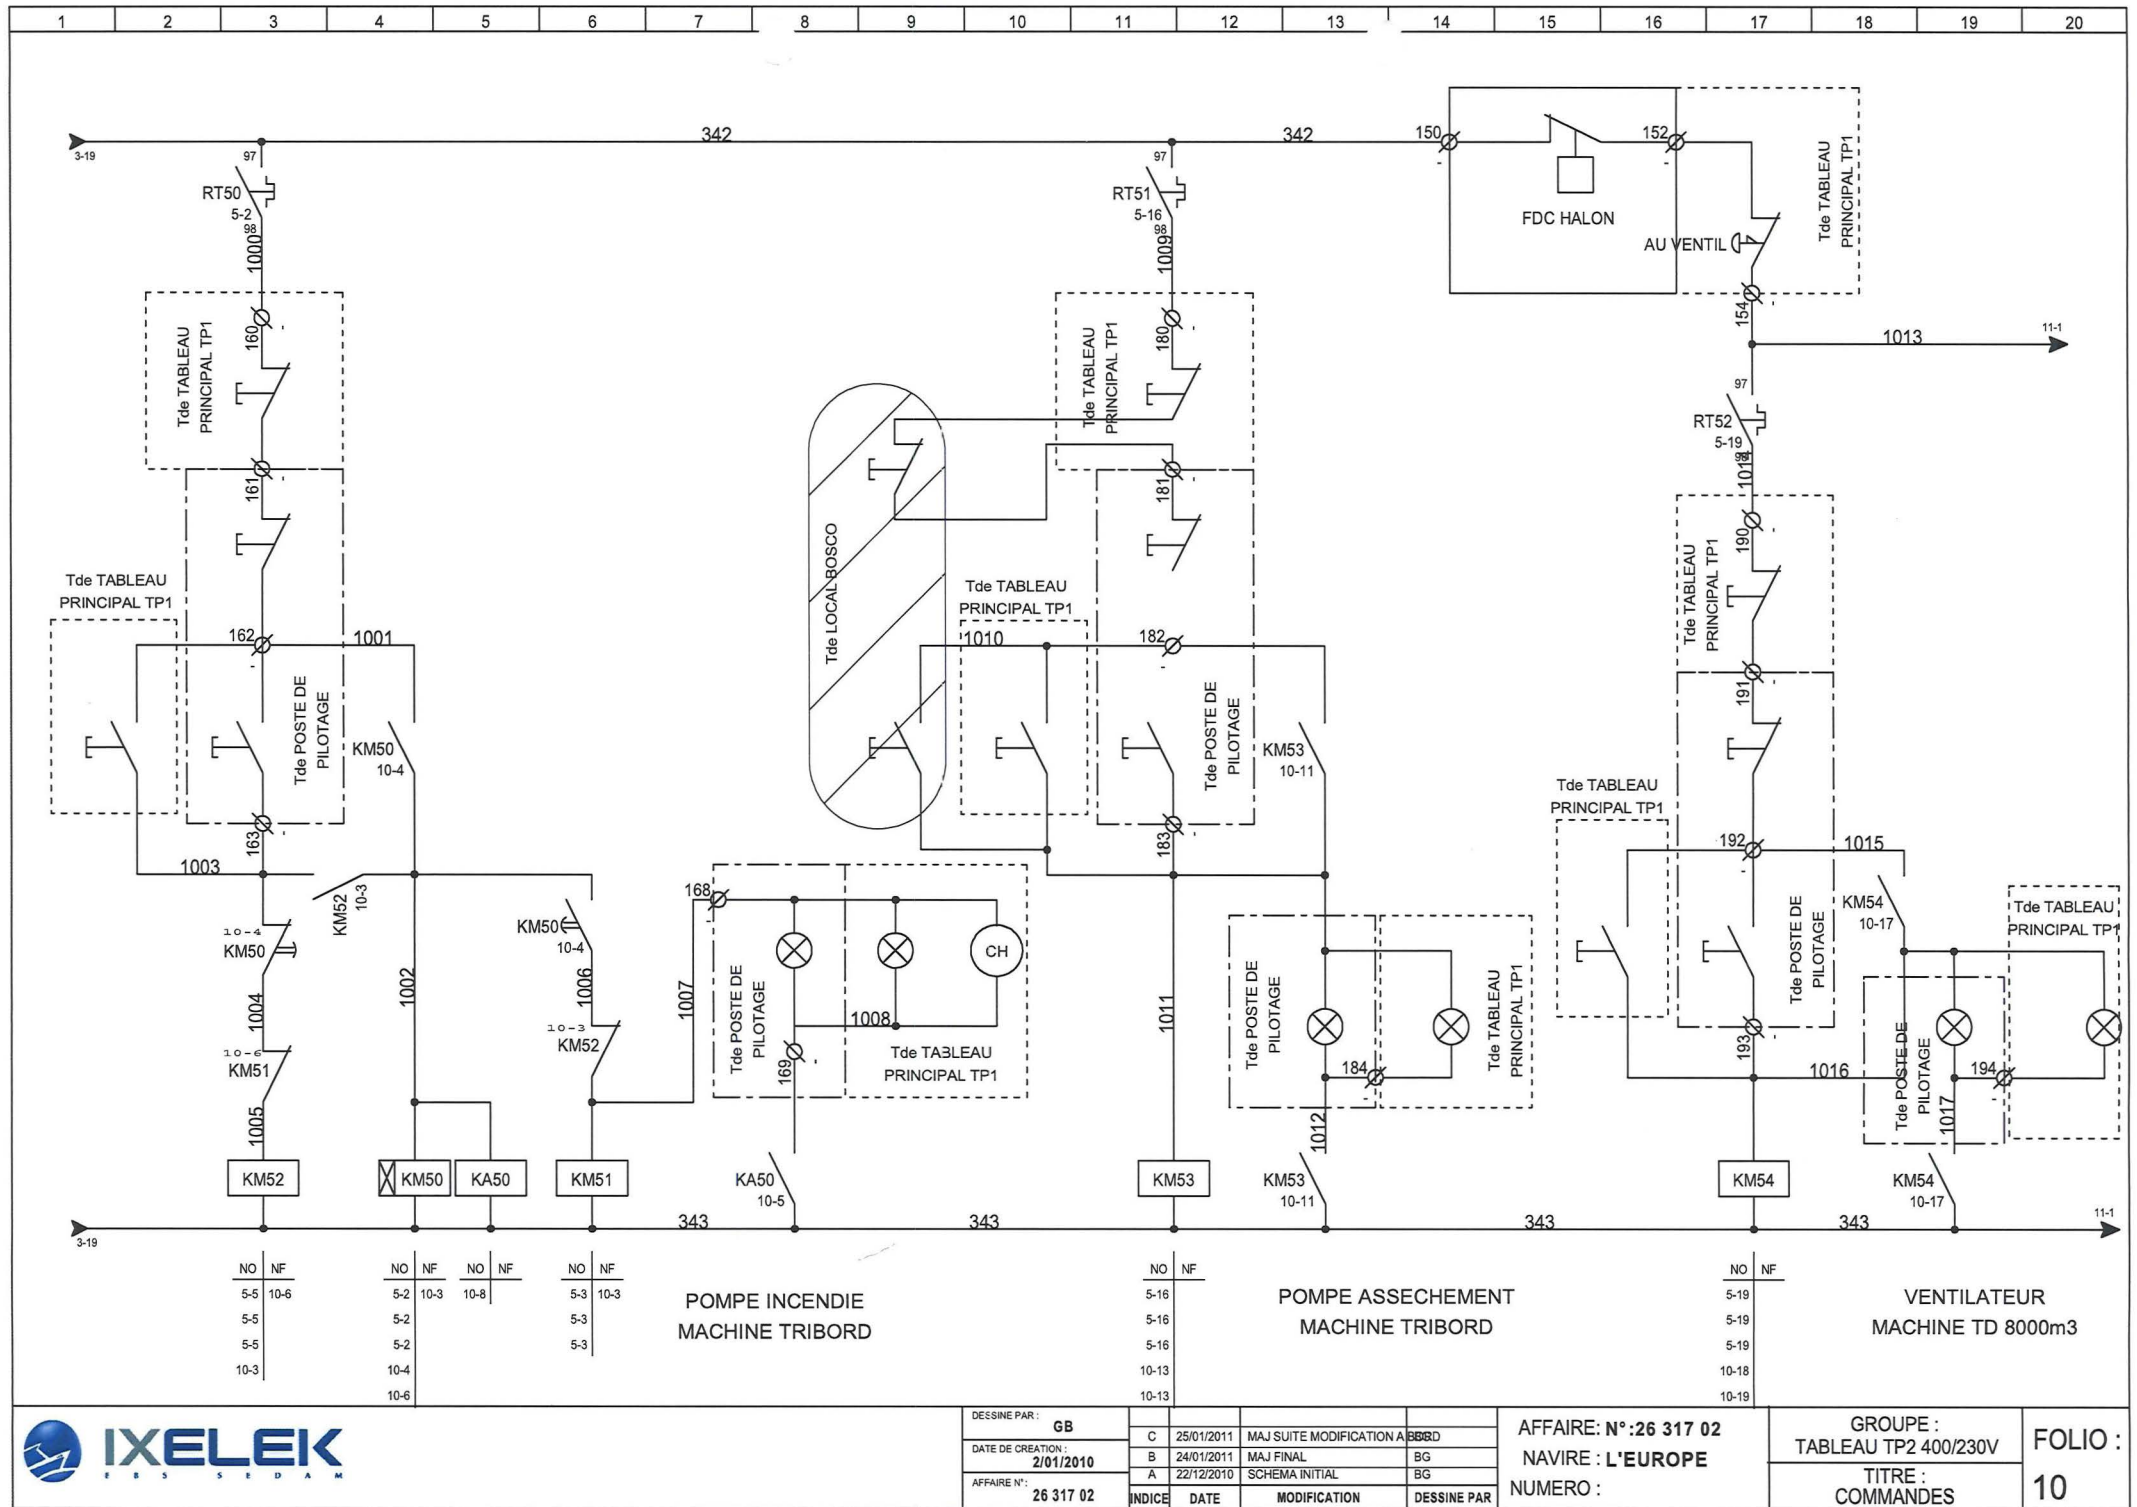 1 2 3 4 5 6 7 8 9 10 11 12 13 14 15 16 17 18 19 20
3-19
342
342
150
152
FDC HALON
AU VENTIL
Tde TABLEAU
PRINCIPAL TP1
154
1013
11-1
97
RT50
5-2
98
1000
160
Tde TABLEAU
PRINCIPAL TP1
161
Tde TABLEAU
PRINCIPAL TP1
162
1001
Tde POSTE DE
PILOTAGE
KM50
10-4
163
1003
KM52
10-3
10-4
KM50
1004
10-6
KM51
1005
1002
KM50
10-4
1006
10-3
KM52
1007
168
Tde POSTE DE
PILOTAGE
CH
1008
169
Tde TABLEAU
PRINCIPAL TP1
KM52
KM50
KA50
KM51
KA50
10-5
97
RT51
5-16
98
1009
180
Tde TABLEAU
PRINCIPAL TP1
181
Tde LOCAL BOSCO
Tde TABLEAU
PRINCIPAL TP1
1010
182
Tde POSTE DE
PILOTAGE
KM53
10-11
183
1011
Tde POSTE DE
PILOTAGE
184
Tde TABLEAU
PRINCIPAL TP1
1012
KM53
KM53
10-11
97
RT52
5-19
98
1014
190
Tde TABLEAU
PRINCIPAL TP1
191
Tde TABLEAU
PRINCIPAL TP1
192
1015
Tde POSTE DE
PILOTAGE
KM54
10-17
Tde TABLEAU
PRINCIPAL TP1
193
1016
Tde POSTE DE
PILOTAGE
194
1017
KM54
KM54
10-17
3-19
343
343
343
343
11-1
NO NF
5-5 10-6
5-5
5-5
10-3
NO NF
5-2 10-3
5-2
5-2
10-4
10-6
NO NF
10-8
NO NF
5-3 10-3
5-3
5-3
POMPE INCENDIE
MACHINE TRIBORD
NO NF
5-16
5-16
5-16
10-13
10-13
POMPE ASSECHEMENT
MACHINE TRIBORD
NO NF
5-19
5-19
5-19
10-18
10-19
VENTILATEUR
MACHINE TD 8000m3
IXELEK
EBS SEDAM
DESSINE PAR :
GB
DATE DE CREATION :
2/01/2010
AFFAIRE N° :
26 317 02
C 25/01/2011 MAJ SUITE MODIFICATION A BORD
B 24/01/2011 MAJ FINAL BG
A 22/12/2010 SCHEMA INITIAL BG
INDICE DATE MODIFICATION DESSINE PAR
AFFAIRE: N° :26 317 02
NAVIRE : L'EUROPE
NUMERO :
GROUPE :
TABLEAU TP2 400/230V
TITRE :
COMMANDES
FOLIO :
10